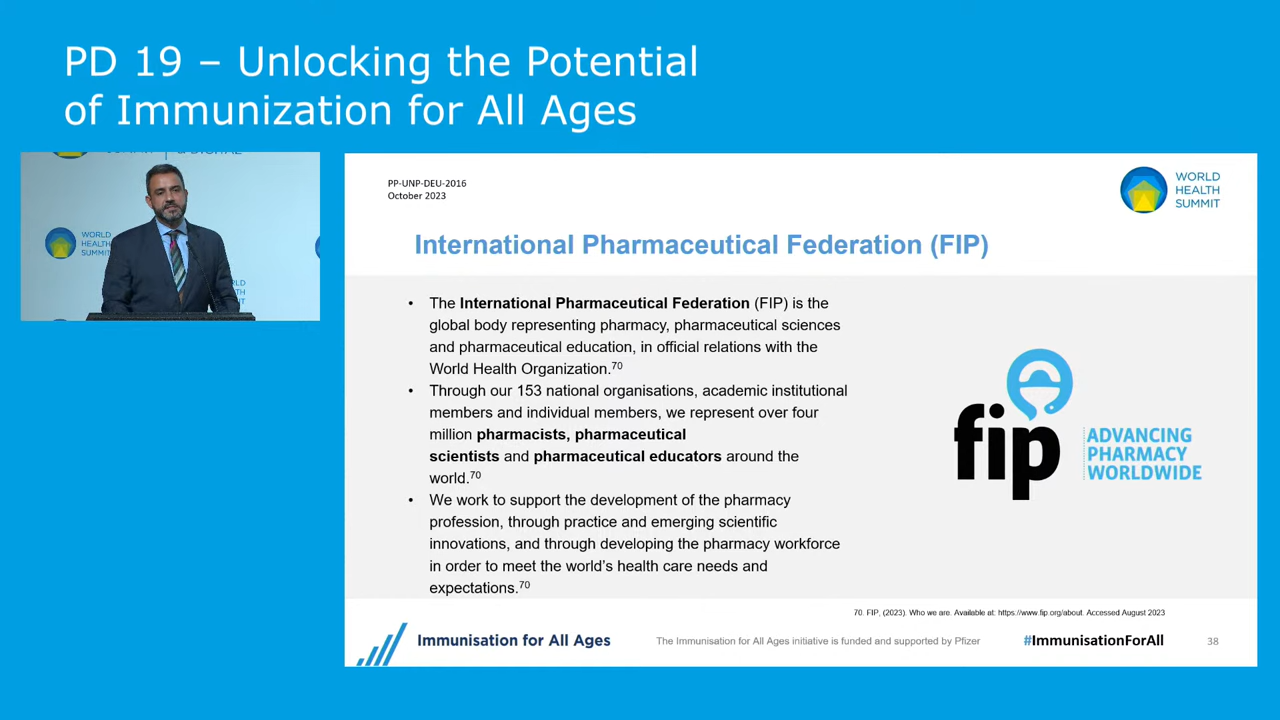 PD 19 – Unlocking the Potential
of Immunization for All Ages
WORLD
HEALTH
SUMMIT
PP-UNP-DEU-2016
October 2023
WORLD
HEALTH
SUMMIT
International Pharmaceutical Federation (FIP)
• The International Pharmaceutical Federation (FIP) is the
global body representing pharmacy, pharmaceutical sciences
and pharmaceutical education, in official relations with the
World Health Organization.70
• Through our 153 national organisations, academic institutional
members and individual members, we represent over four
million pharmacists, pharmaceutical
scientists and pharmaceutical educators around the
world.70
• We work to support the development of the pharmacy
profession, through practice and emerging scientific
innovations, and through developing the pharmacy workforce
in order to meet the world’s health care needs and
expectations.70
fip
ADVANCING
PHARMACY
WORLDWIDE
70. FIP, (2023). Who we are. Available at: https://www.fip.org/about. Accessed August 2023
Immunisation for All Ages
The Immunisation for All Ages initiative is funded and supported by Pfizer
#ImmunisationForAll
38